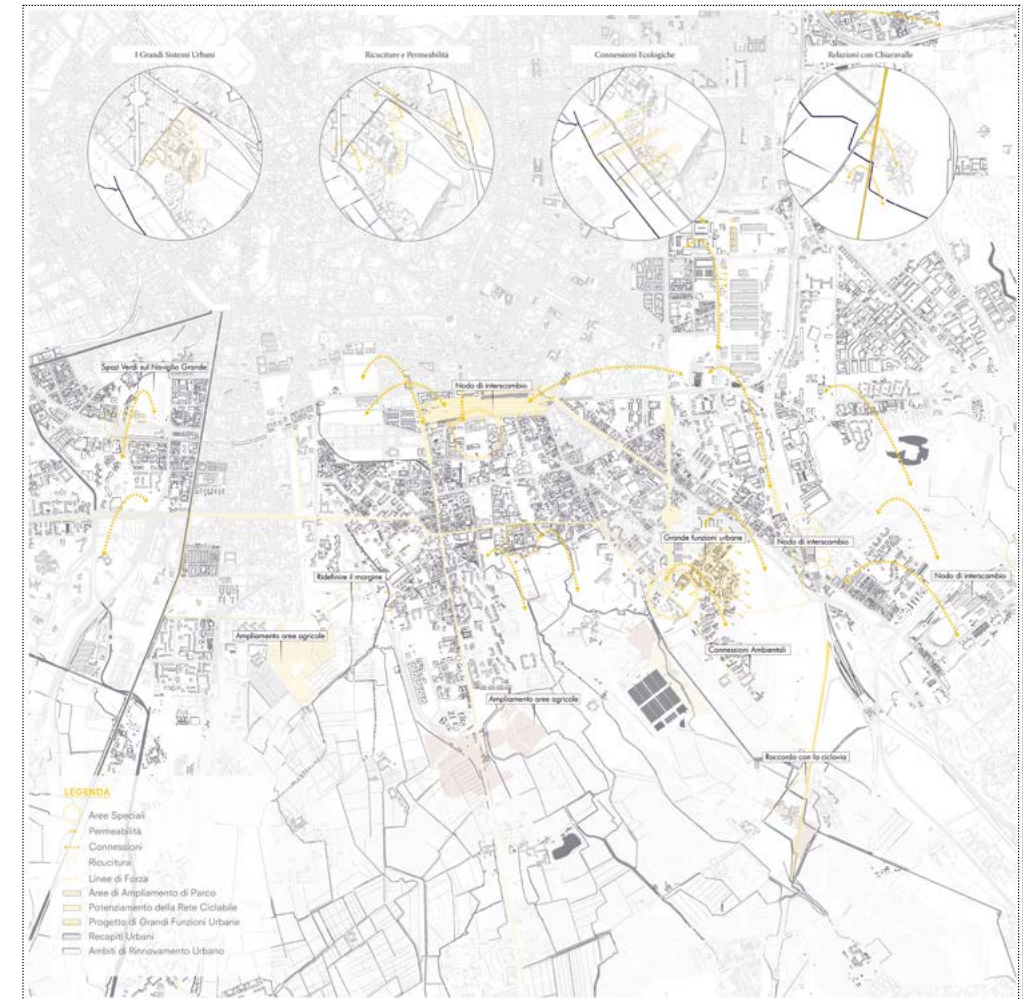 I Grandi Sistemi Urbani
Ricuciture e Permeabilità
Connessioni Ecologiche
Relazioni con Chiaravalle
Spazi Verdi sul Naviglio Grande
Nodo di interscambio
Grande funzioni urbane
Nodo di interscambio
Ridefinire il margine
Nodo di interscambio
Ampliamento aree agricole
Connessioni Ambientali
Ampliamento aree agricole
Raccordo con la ciclovia
LEGENDA
Aree Speciali
Permeabilità
Connessioni
Ricucitura
Linee di Forza
Aree di Ampliamento di Parco
Potenziamento della Rete Ciclabile
Progetto di Grandi Funzioni Urbane
Recapiti Urbani
Ambiti di Rinnovamento Urbano